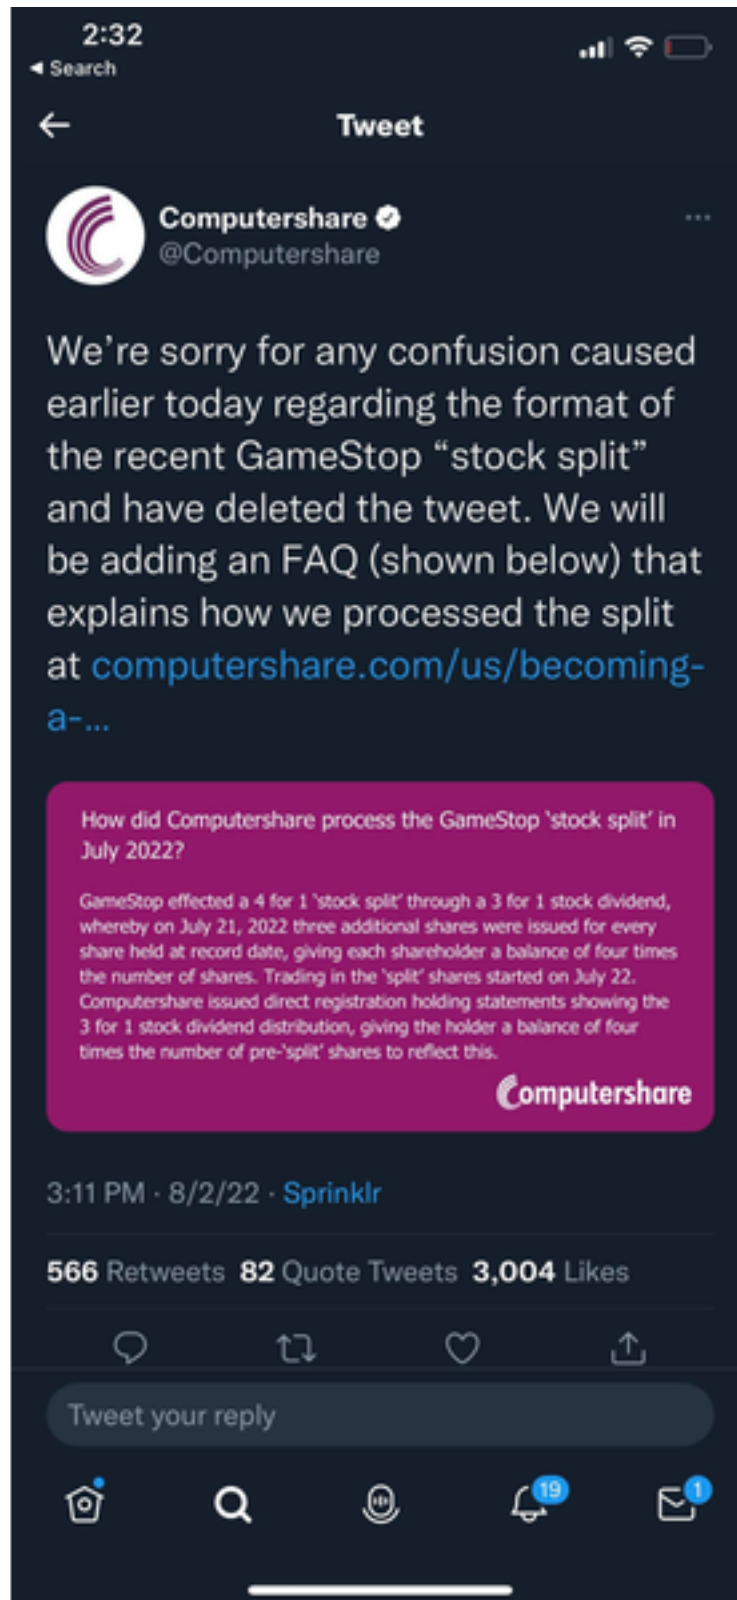 2:32
◄ Search
Tweet
Computershare
@Computershare
We’re sorry for any confusion caused
earlier today regarding the format of
the recent GameStop “stock split”
and have deleted the tweet. We will
be adding an FAQ (shown below) that
explains how we processed the split
at computershare.com/us/becoming-
a-...
How did Computershare process the GameStop ‘stock split’ in
July 2022?
GameStop effected a 4 for 1 ‘stock split’ through a 3 for 1 stock dividend,
whereby on July 21, 2022 three additional shares were issued for every
share held at record date, giving each shareholder a balance of four times
the number of shares. Trading in the ‘split’ shares started on July 22.
Computershare issued direct registration holding statements showing the
3 for 1 stock dividend distribution, giving the holder a balance of four
times the number of pre-‘split’ shares to reflect this.
Computershare
3:11 PM · 8/2/22 · Sprinklr
566 Retweets 82 Quote Tweets 3,004 Likes
Tweet your reply
19
1